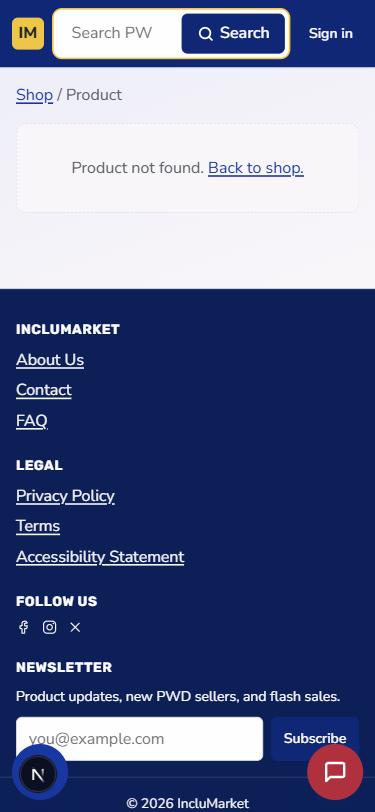 IM
Search PW
Search
Sign in
Shop / Product
Product not found. Back to shop.
INCLUMARKET
About Us
Contact
FAQ
LEGAL
Privacy Policy
Terms
Accessibility Statement
FOLLOW US
NEWSLETTER
Product updates, new PWD sellers, and flash sales.
you@example.com
Subscribe
N
© 2026 IncluMarket